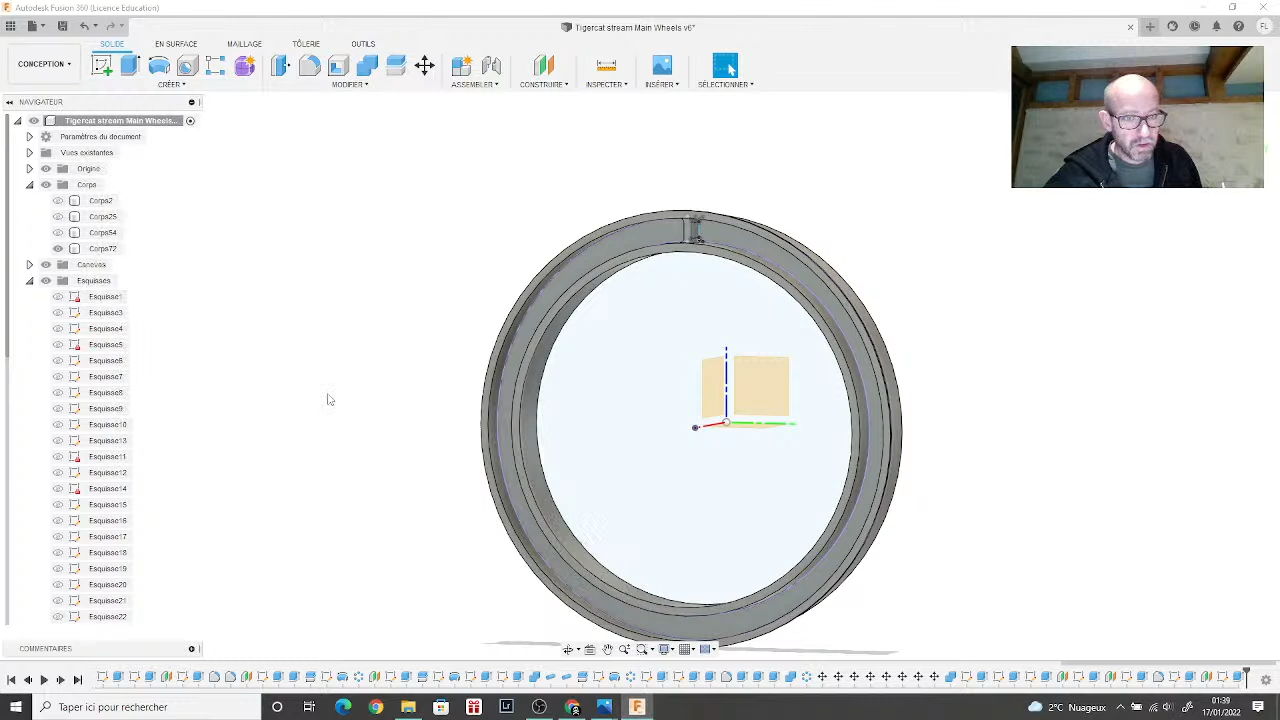 Autodesk Fusion 360 (Licence Education)
Tigercat stream Main Wheels v6*
SOLIDE
EN SURFACE
MAILLAGE
TÔLERIE
OUTILS
CONCEPTION
CRÉER
MODIFIER
ASSEMBLER
CONSTRUIRE
INSPECTER
INSÉRER
SÉLECTIONNER
NAVIGATEUR
Tigercat stream Main Wheels...
Paramètres du document
Vues existantes
Origine
Corps
Corps2
Corps25
Corps54
Corps72
Canevas
Esquisses
Esquisse1
Esquisse3
Esquisse4
Esquisse5
Esquisse6
Esquisse7
Esquisse8
Esquisse9
Esquisse10
Esquisse13
Esquisse11
Esquisse12
Esquisse14
Esquisse15
Esquisse16
Esquisse17
Esquisse18
Esquisse19
Esquisse20
Esquisse21
Esquisse22
COMMENTAIRES
Taper ici pour rechercher
2°C Nuageux
01:39
17/01/2022